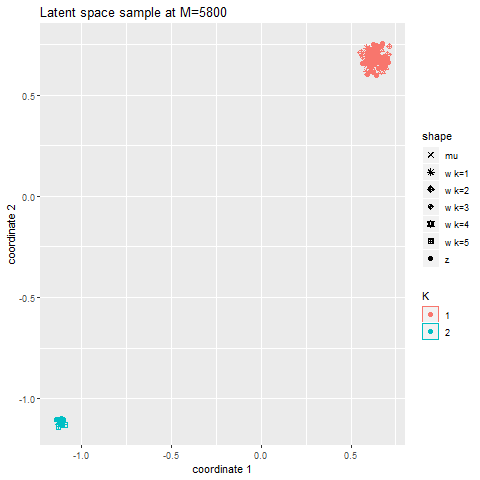 Latent space sample at M=5800
0.5
0.0
-0.5
-1.0
coordinate 2
-1.0
-0.5
0.0
0.5
coordinate 1
shape
mu
w k=1
w k=2
w k=3
w k=4
w k=5
z
K
1
2